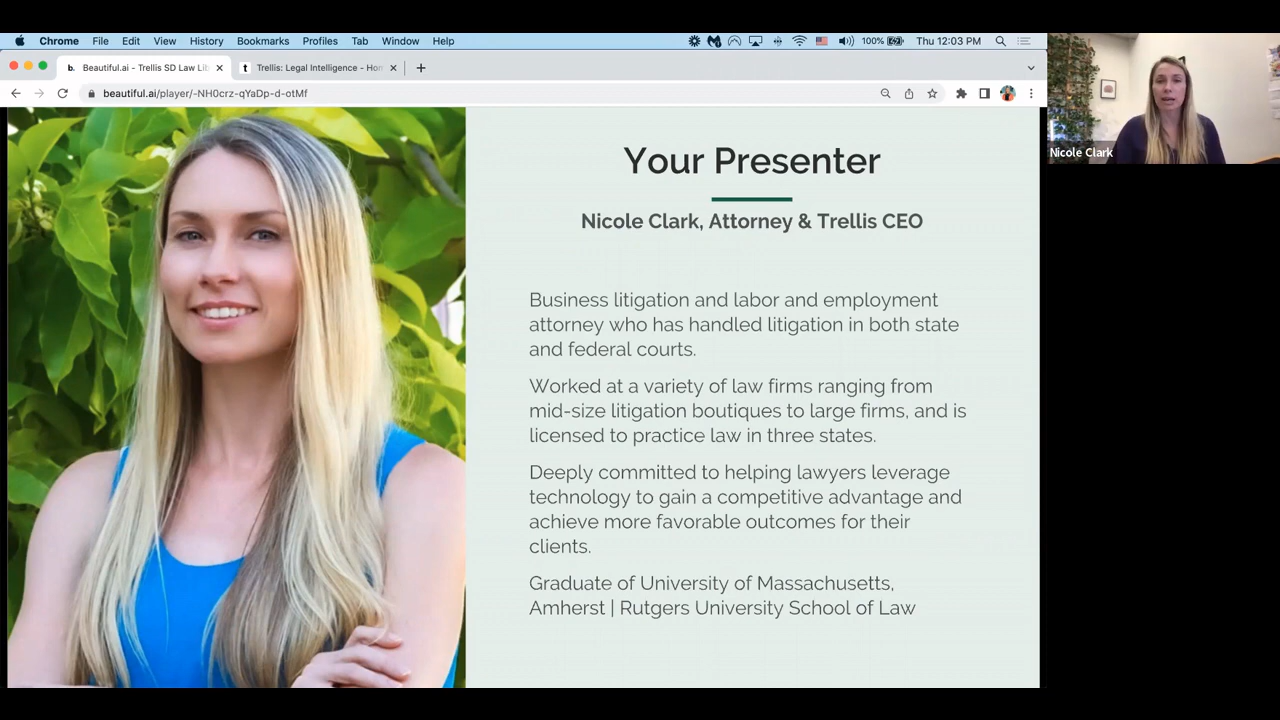 Chrome File Edit View History Bookmarks Profiles Tab Window Help 100% Thu 12:03 PM
b. Beautiful.ai - Trellis SD Law Lib
t Trellis: Legal Intelligence - Hom
beautiful.ai/player/-NH0crz-qYaDp-d-otMf
Your Presenter
Nicole Clark, Attorney & Trellis CEO
Business litigation and labor and employment
attorney who has handled litigation in both state
and federal courts.
Worked at a variety of law firms ranging from
mid-size litigation boutiques to large firms, and is
licensed to practice law in three states.
Deeply committed to helping lawyers leverage
technology to gain a competitive advantage and
achieve more favorable outcomes for their
clients.
Graduate of University of Massachusetts,
Amherst | Rutgers University School of Law
Nicole Clark